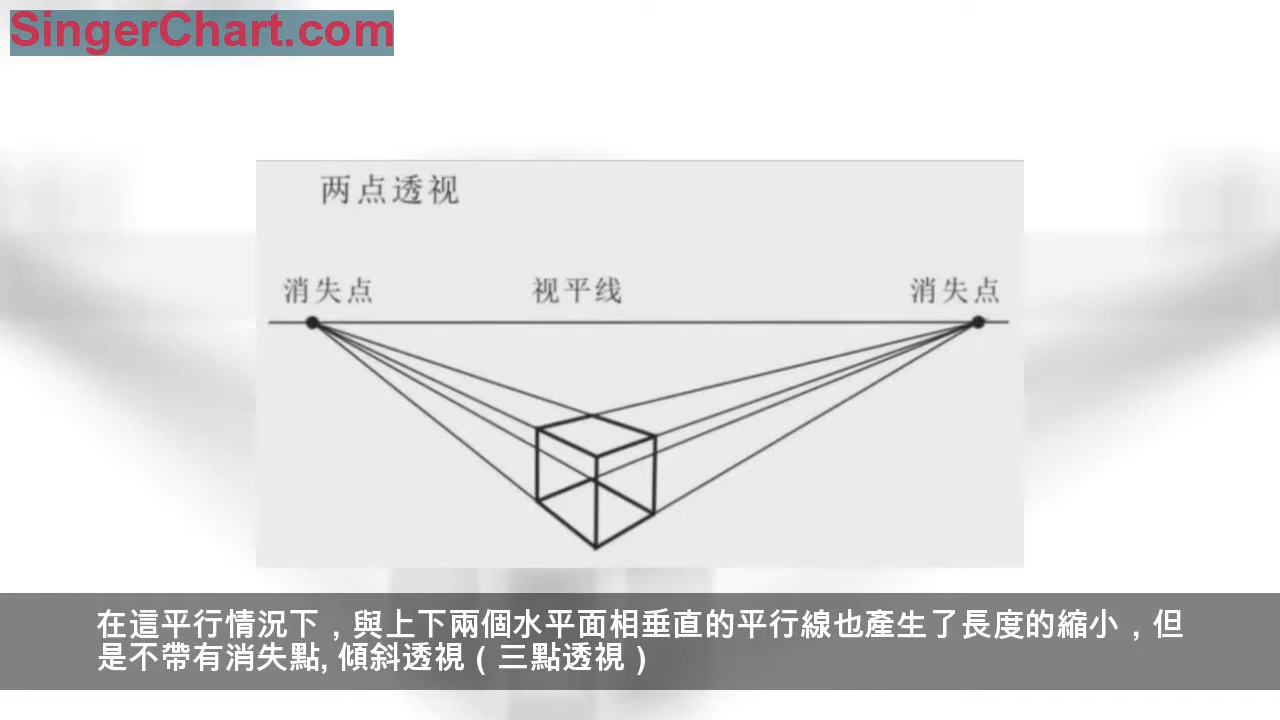 SingerChart.com
两点透视
消失点 视平线 消失点
在這平行情況下，與上下兩個水平面相垂直的平行線也產生了長度的縮小，但
是不帶有消失點, 傾斜透視（三點透視）